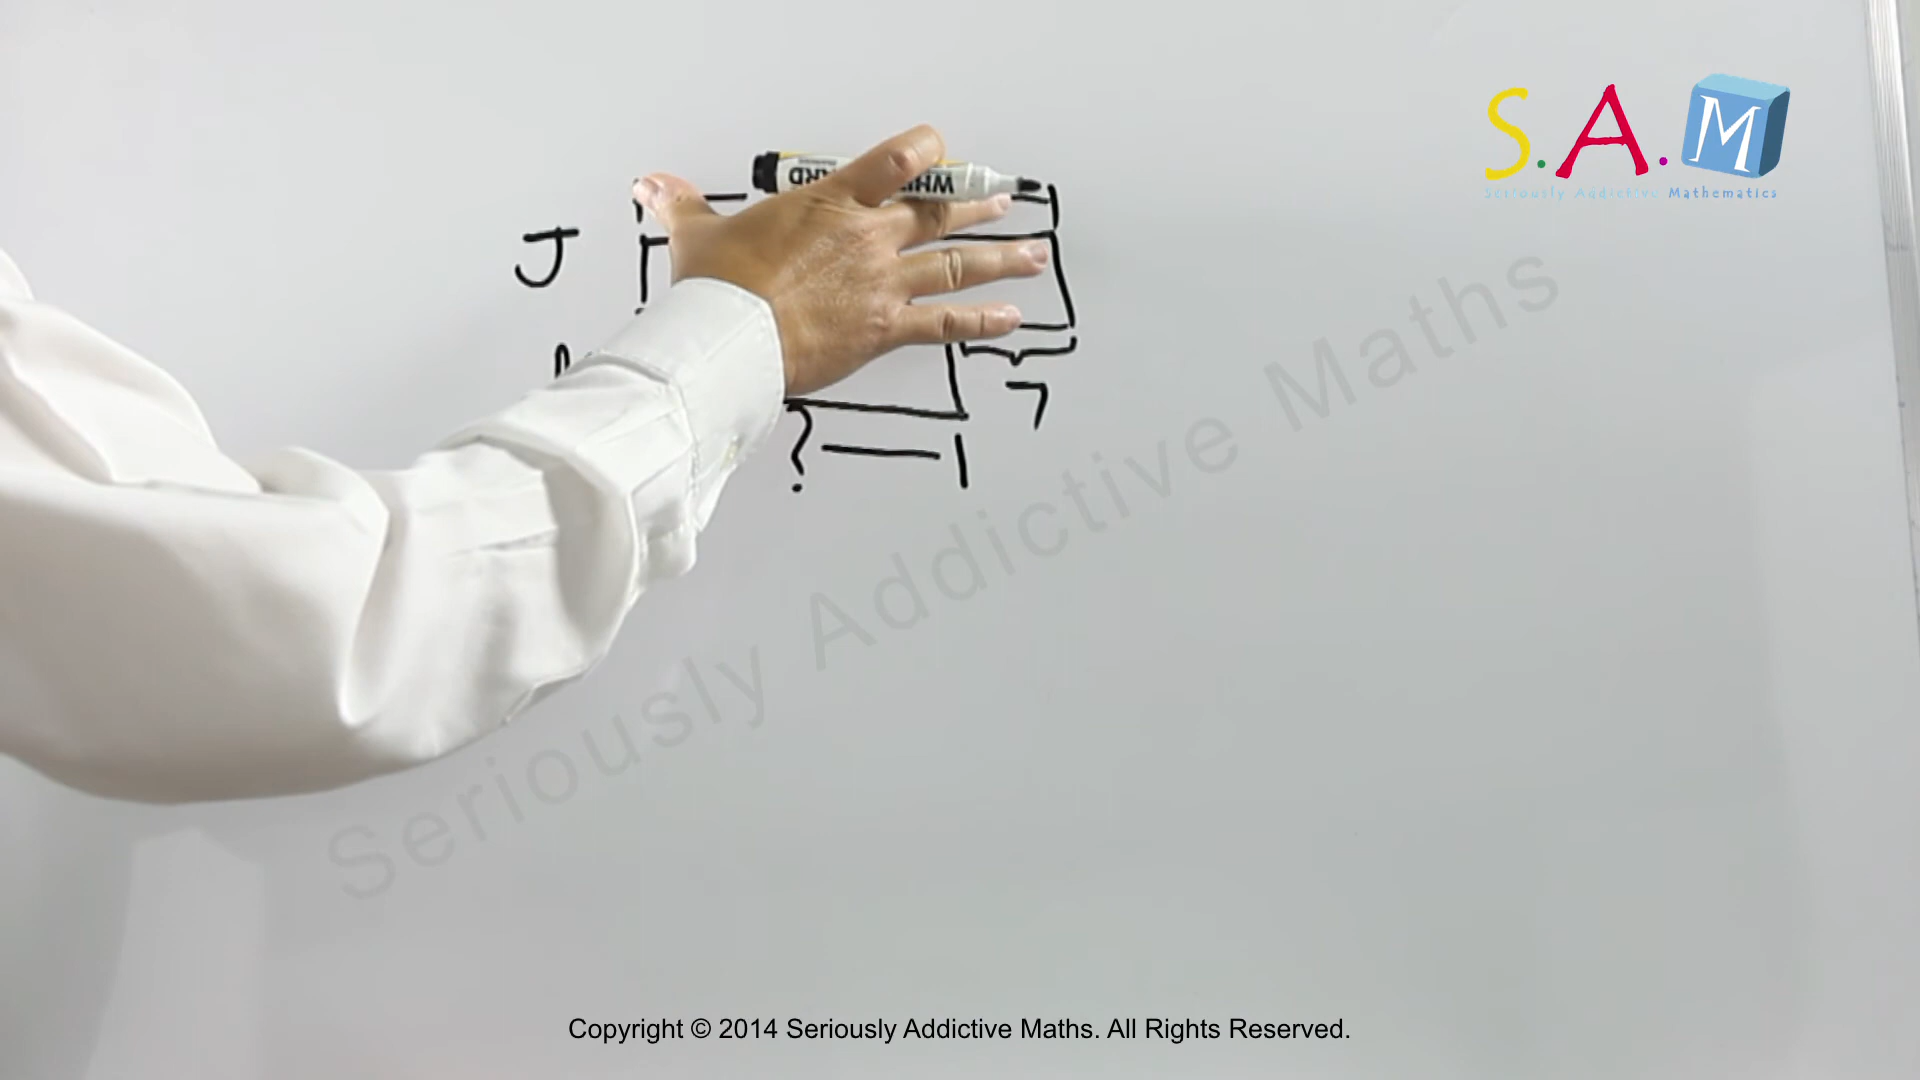 S.A.M
Seriously Addictive Mathematics
J
7
?
Seriously Addictive Maths
Copyright © 2014 Seriously Addictive Maths. All Rights Reserved.